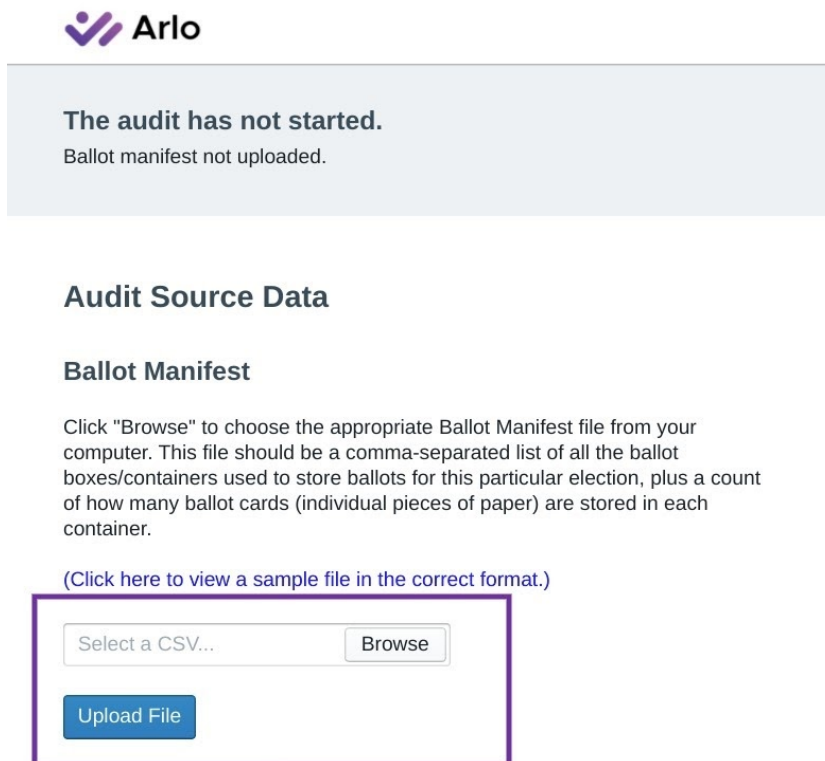 Arlo
The audit has not started.
Ballot manifest not uploaded.
Audit Source Data
Ballot Manifest
Click "Browse" to choose the appropriate Ballot Manifest file from your
computer. This file should be a comma-separated list of all the ballot
boxes/containers used to store ballots for this particular election, plus a count
of how many ballot cards (individual pieces of paper) are stored in each
container.
(Click here to view a sample file in the correct format.)
Select a CSV... Browse
Upload File